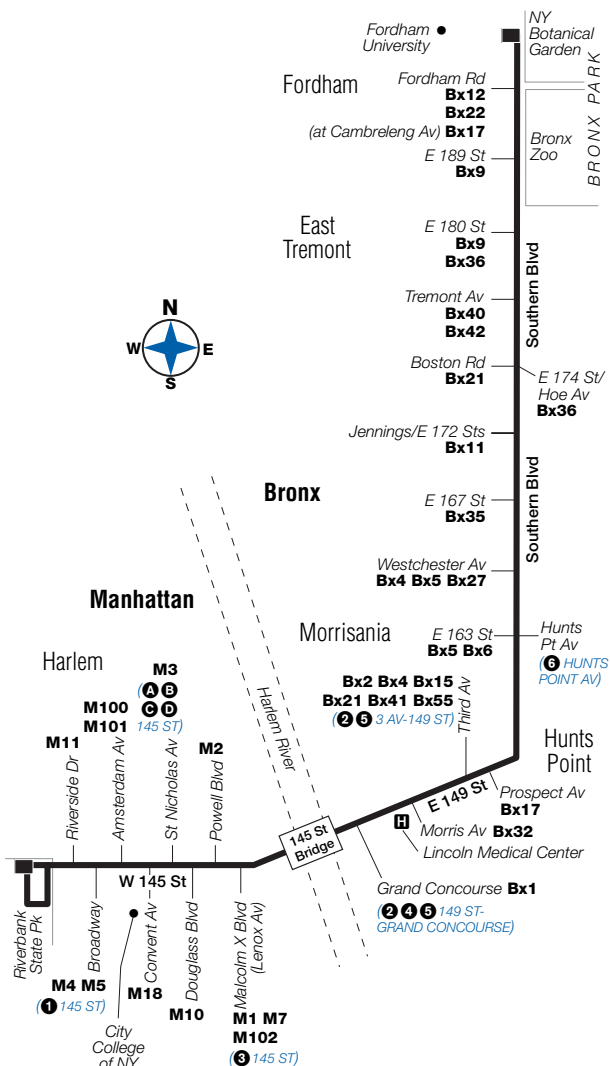 Fordham
University
NY
Botanical
Garden
BRONX PARK
Fordham
Fordham Rd
Bx12
Bx22
(at Cambreleng Av) Bx17
Bronx
Zoo
E 189 St
Bx9
East
Tremont
E 180 St
Bx9
Bx36
Southern Blvd
Tremont Av
Bx40
Bx42
N
W E
S
Boston Rd
Bx21
E 174 St/
Hoe Av
Bx36
Jennings/E 172 Sts
Bx11
Bronx
E 167 St
Bx35
Southern Blvd
Westchester Av
Bx4 Bx5 Bx27
Manhattan
Morrisania
E 163 St
Bx5 Bx6
Hunts
Pt Av
(6 HUNTS
POINT AV)
Harlem
M3
(A B
C D
145 ST)
M100
M101
M11
M2
Harlem River
Bx2 Bx4 Bx15
Bx21 Bx41 Bx55
(2 5 3 AV-149 ST)
Third Av
Hunts
Point
Riverside Dr
Amsterdam Av
St Nicholas Av
Powell Blvd
E 149 St
Prospect Av
Bx17
145 St
Bridge
H
Morris Av Bx32
Lincoln Medical Center
W 145 St
Grand Concourse Bx1
(2 4 5 149 ST-
GRAND CONCOURSE)
Riverbank
State Pk
Broadway
Convent Av
Douglass Blvd
Malcolm X Blvd
(Lenox Av)
M4 M5
(1 145 ST)
M18
M10
M1 M7
M102
(3 145 ST)
City
College
of NY